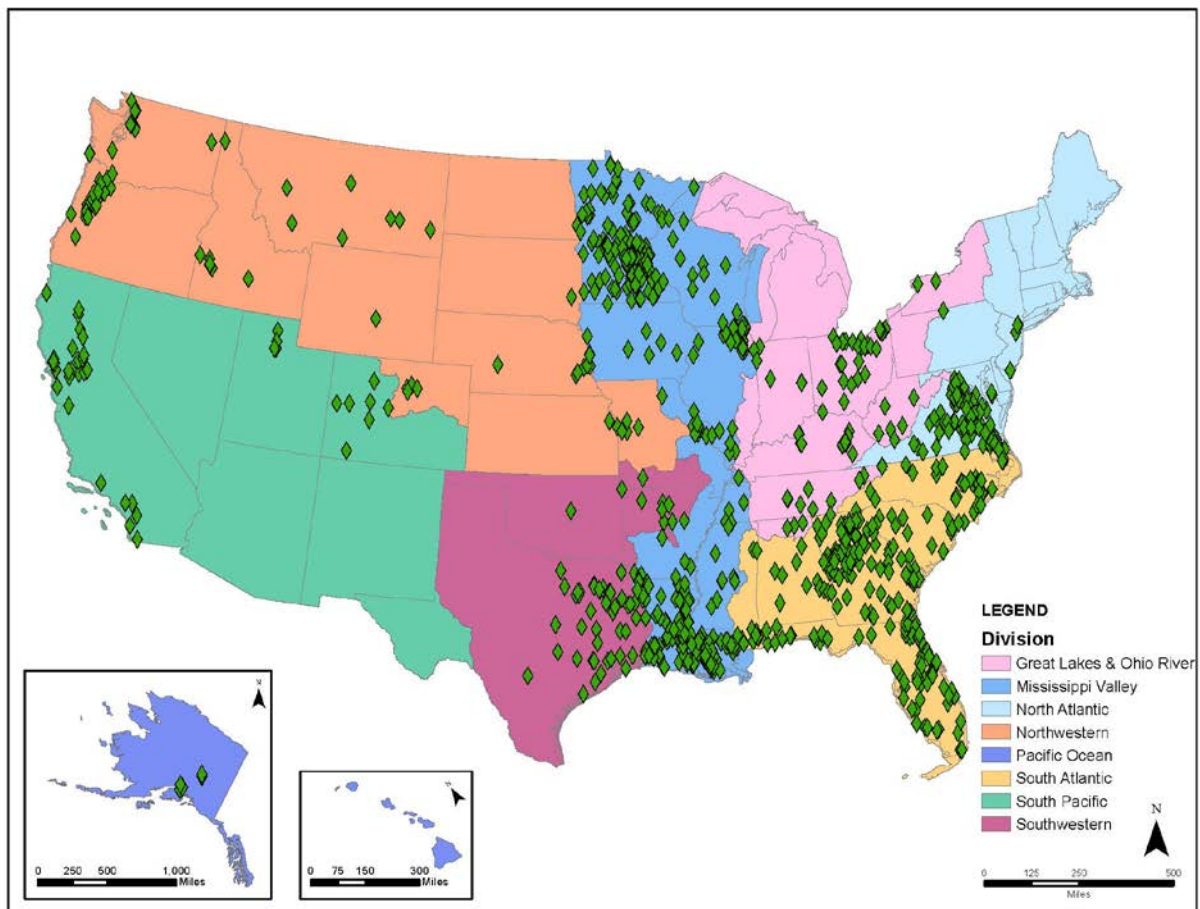 LEGEND
Division
Great Lakes & Ohio River
Mississippi Valley
North Atlantic
Northwestern
Pacific Ocean
South Atlantic
South Pacific
Southwestern
N
0 125 250 500
Miles
N
0 250 500 1,000
Miles
N
0 75 150 300
Miles